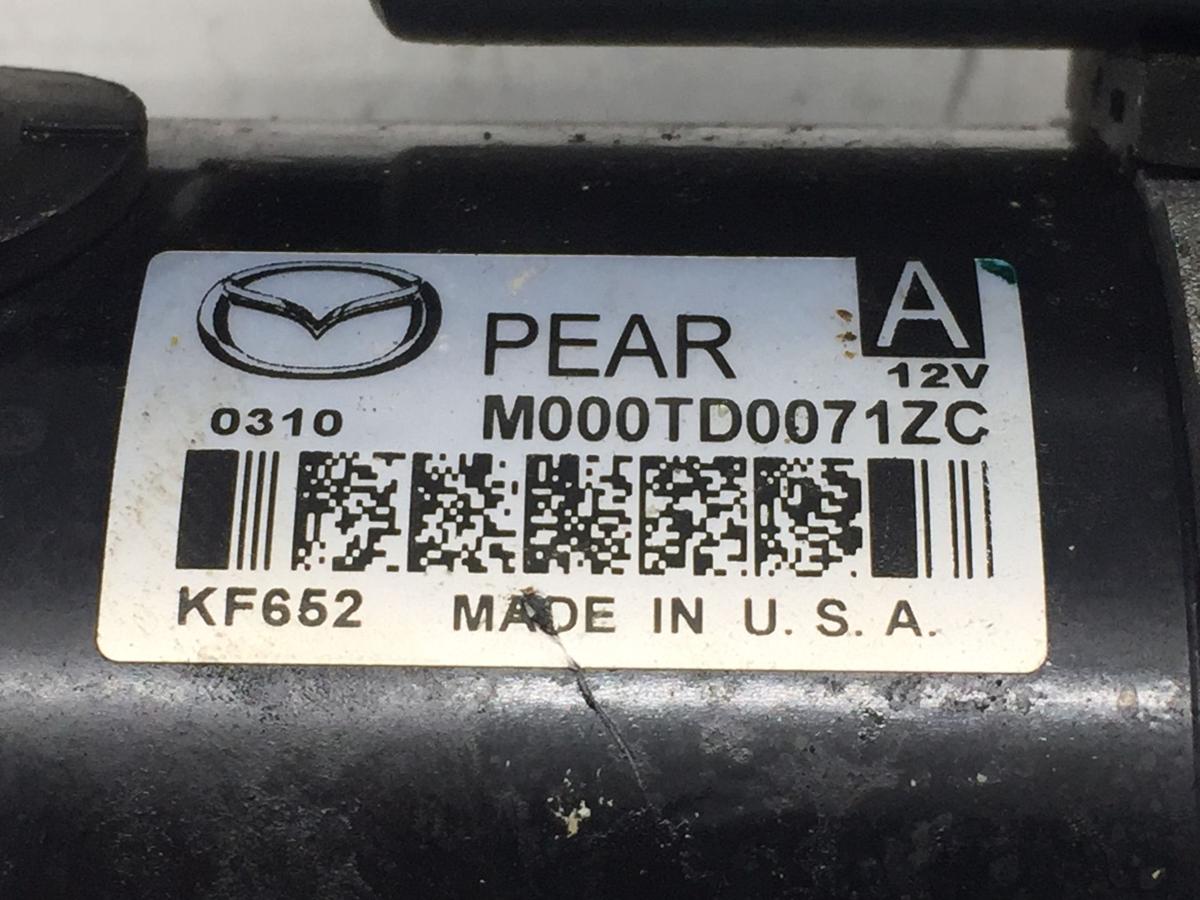 PEAR
A
12V
0310
M000TD0071ZC
KF652
MADE IN U. S. A.